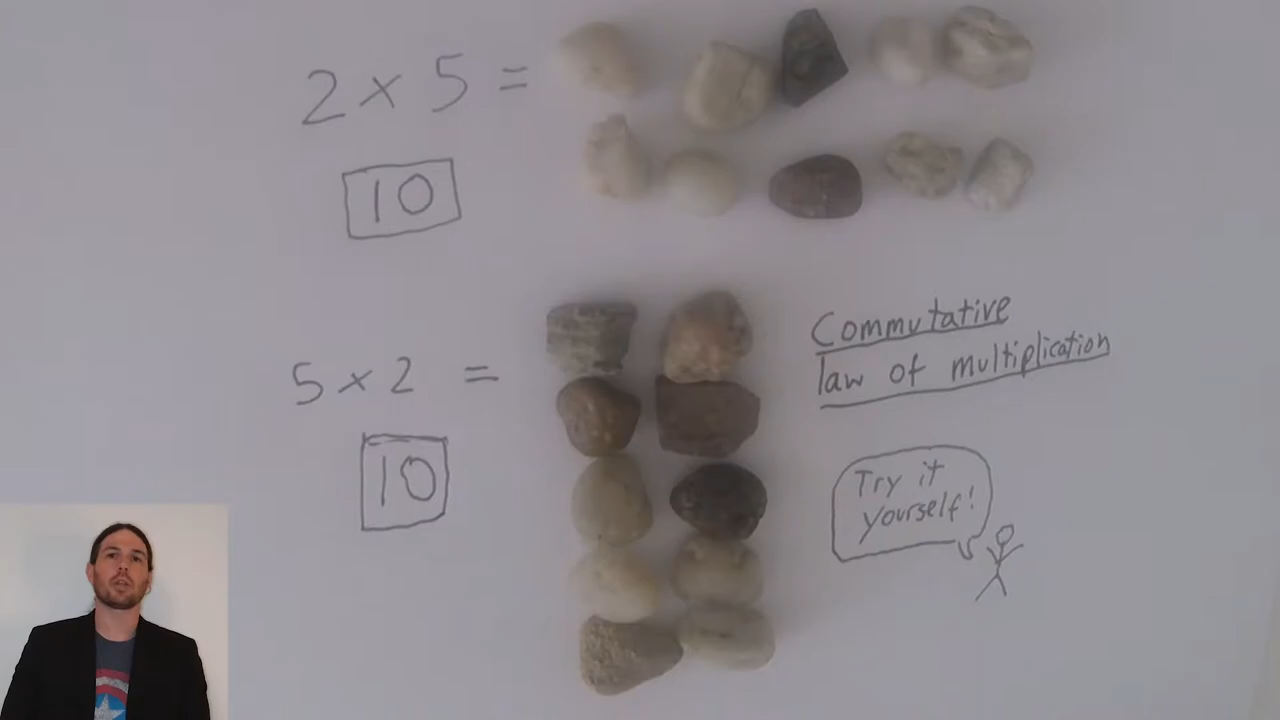 2 × 5 =
10
5 × 2 =
10
Commutative
law of multiplication
Try it
yourself!